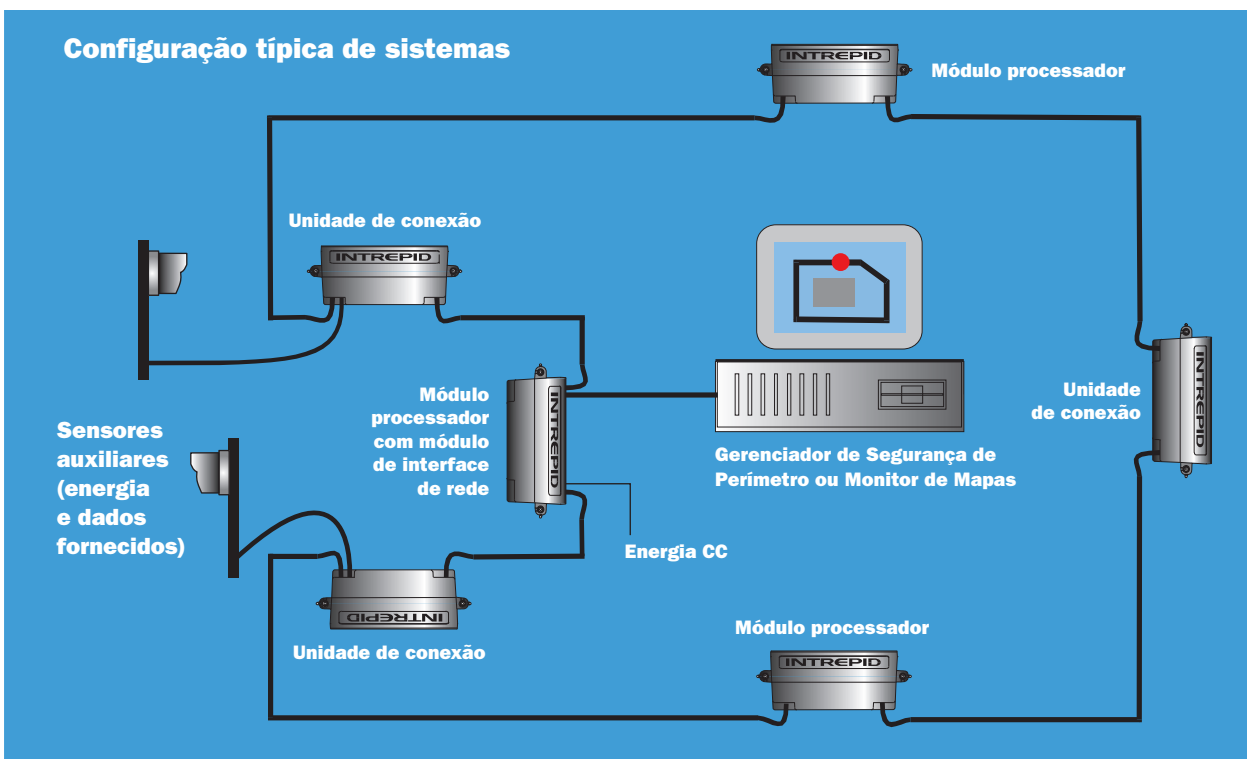 Configuração típica de sistemas
INTREPID
Módulo processador
Unidade de conexão
INTREPID
Módulo
processador
com módulo
de interface
de rede
INTREPID
Gerenciador de Segurança de
Perímetro ou Monitor de Mapas
Unidade
de conexão
INTREPID
Sensores
auxiliares
(energia
e dados
fornecidos)
Energia CC
INTREPID
Unidade de conexão
Módulo processador
INTREPID